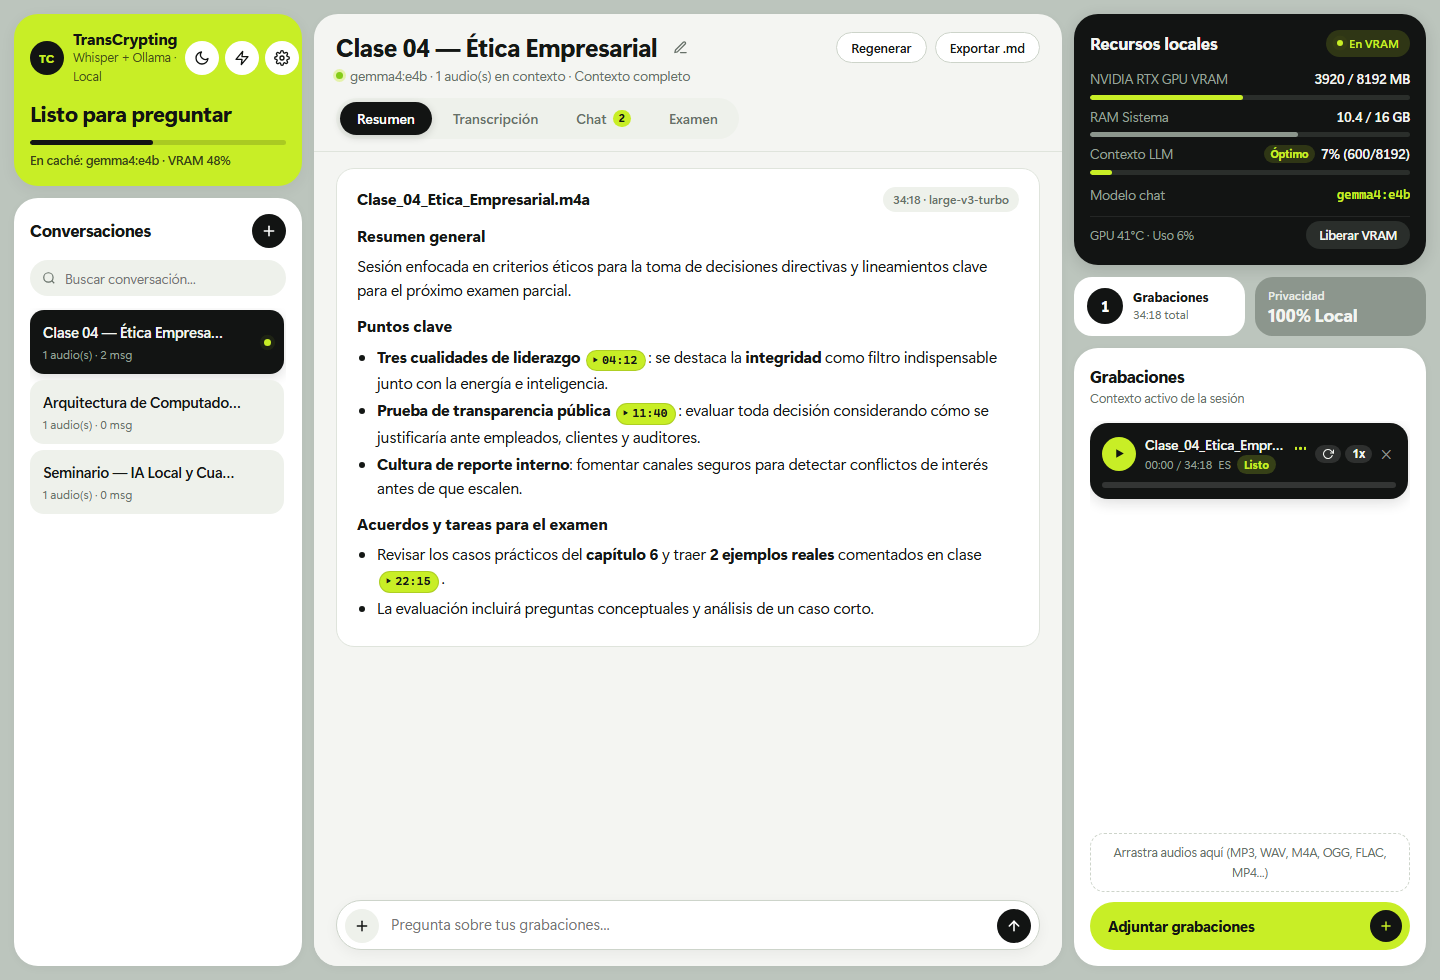 TC
TransCrypting
Whisper + Ollama ·
Local
Listo para preguntar
En caché: gemma4:e4b · VRAM 48%
Conversaciones
Buscar conversación...
Clase 04 — Ética Empresa...
1 audio(s) · 2 msg
Arquitectura de Computado...
1 audio(s) · 0 msg
Seminario — IA Local y Cua...
1 audio(s) · 0 msg
Clase 04 — Ética Empresarial
Regenerar
Exportar .md
gemma4:e4b · 1 audio(s) en contexto · Contexto completo
Resumen
Transcripción
Chat 2
Examen
Clase_04_Etica_Empresarial.m4a
34:18 · large-v3-turbo
Resumen general
Sesión enfocada en criterios éticos para la toma de decisiones directivas y lineamientos clave
para el próximo examen parcial.
Puntos clave
Tres cualidades de liderazgo 04:12 : se destaca la integridad como filtro indispensable
junto con la energía e inteligencia.
Prueba de transparencia pública 11:40 : evaluar toda decisión considerando cómo se
justificaría ante empleados, clientes y auditores.
Cultura de reporte interno: fomentar canales seguros para detectar conflictos de interés
antes de que escalen.
Acuerdos y tareas para el examen
Revisar los casos prácticos del capítulo 6 y traer 2 ejemplos reales comentados en clase
22:15 .
La evaluación incluirá preguntas conceptuales y análisis de un caso corto.
Pregunta sobre tus grabaciones...
Recursos locales
En VRAM
NVIDIA RTX GPU VRAM 3920 / 8192 MB
RAM Sistema 10.4 / 16 GB
Contexto LLM Óptimo 7% (600/8192)
Modelo chat gemma4:e4b
GPU 41°C · Uso 6%
Liberar VRAM
1
Grabaciones
34:18 total
Privacidad
100% Local
Grabaciones
Contexto activo de la sesión
Clase_04_Etica_Empr... ...
00:00 / 34:18 ES Listo
1x
Arrastra audios aquí (MP3, WAV, M4A, OGG, FLAC,
MP4...)
Adjuntar grabaciones